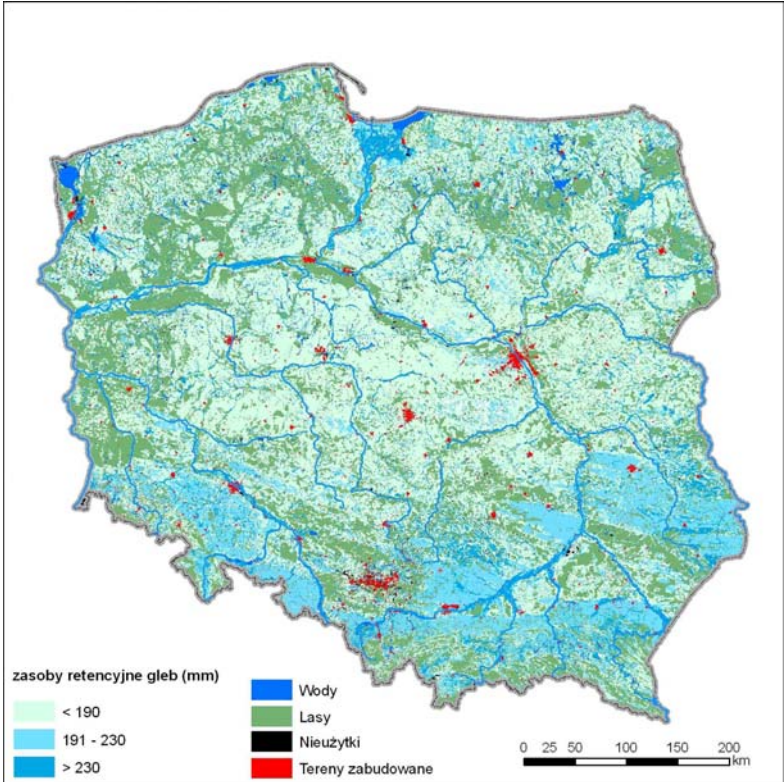 zasoby retencyjne gleb (mm)
< 190
191 - 230
> 230
Wody
Lasy
Nieużytki
Tereny zabudowane
0 25 50 100 150 200
km